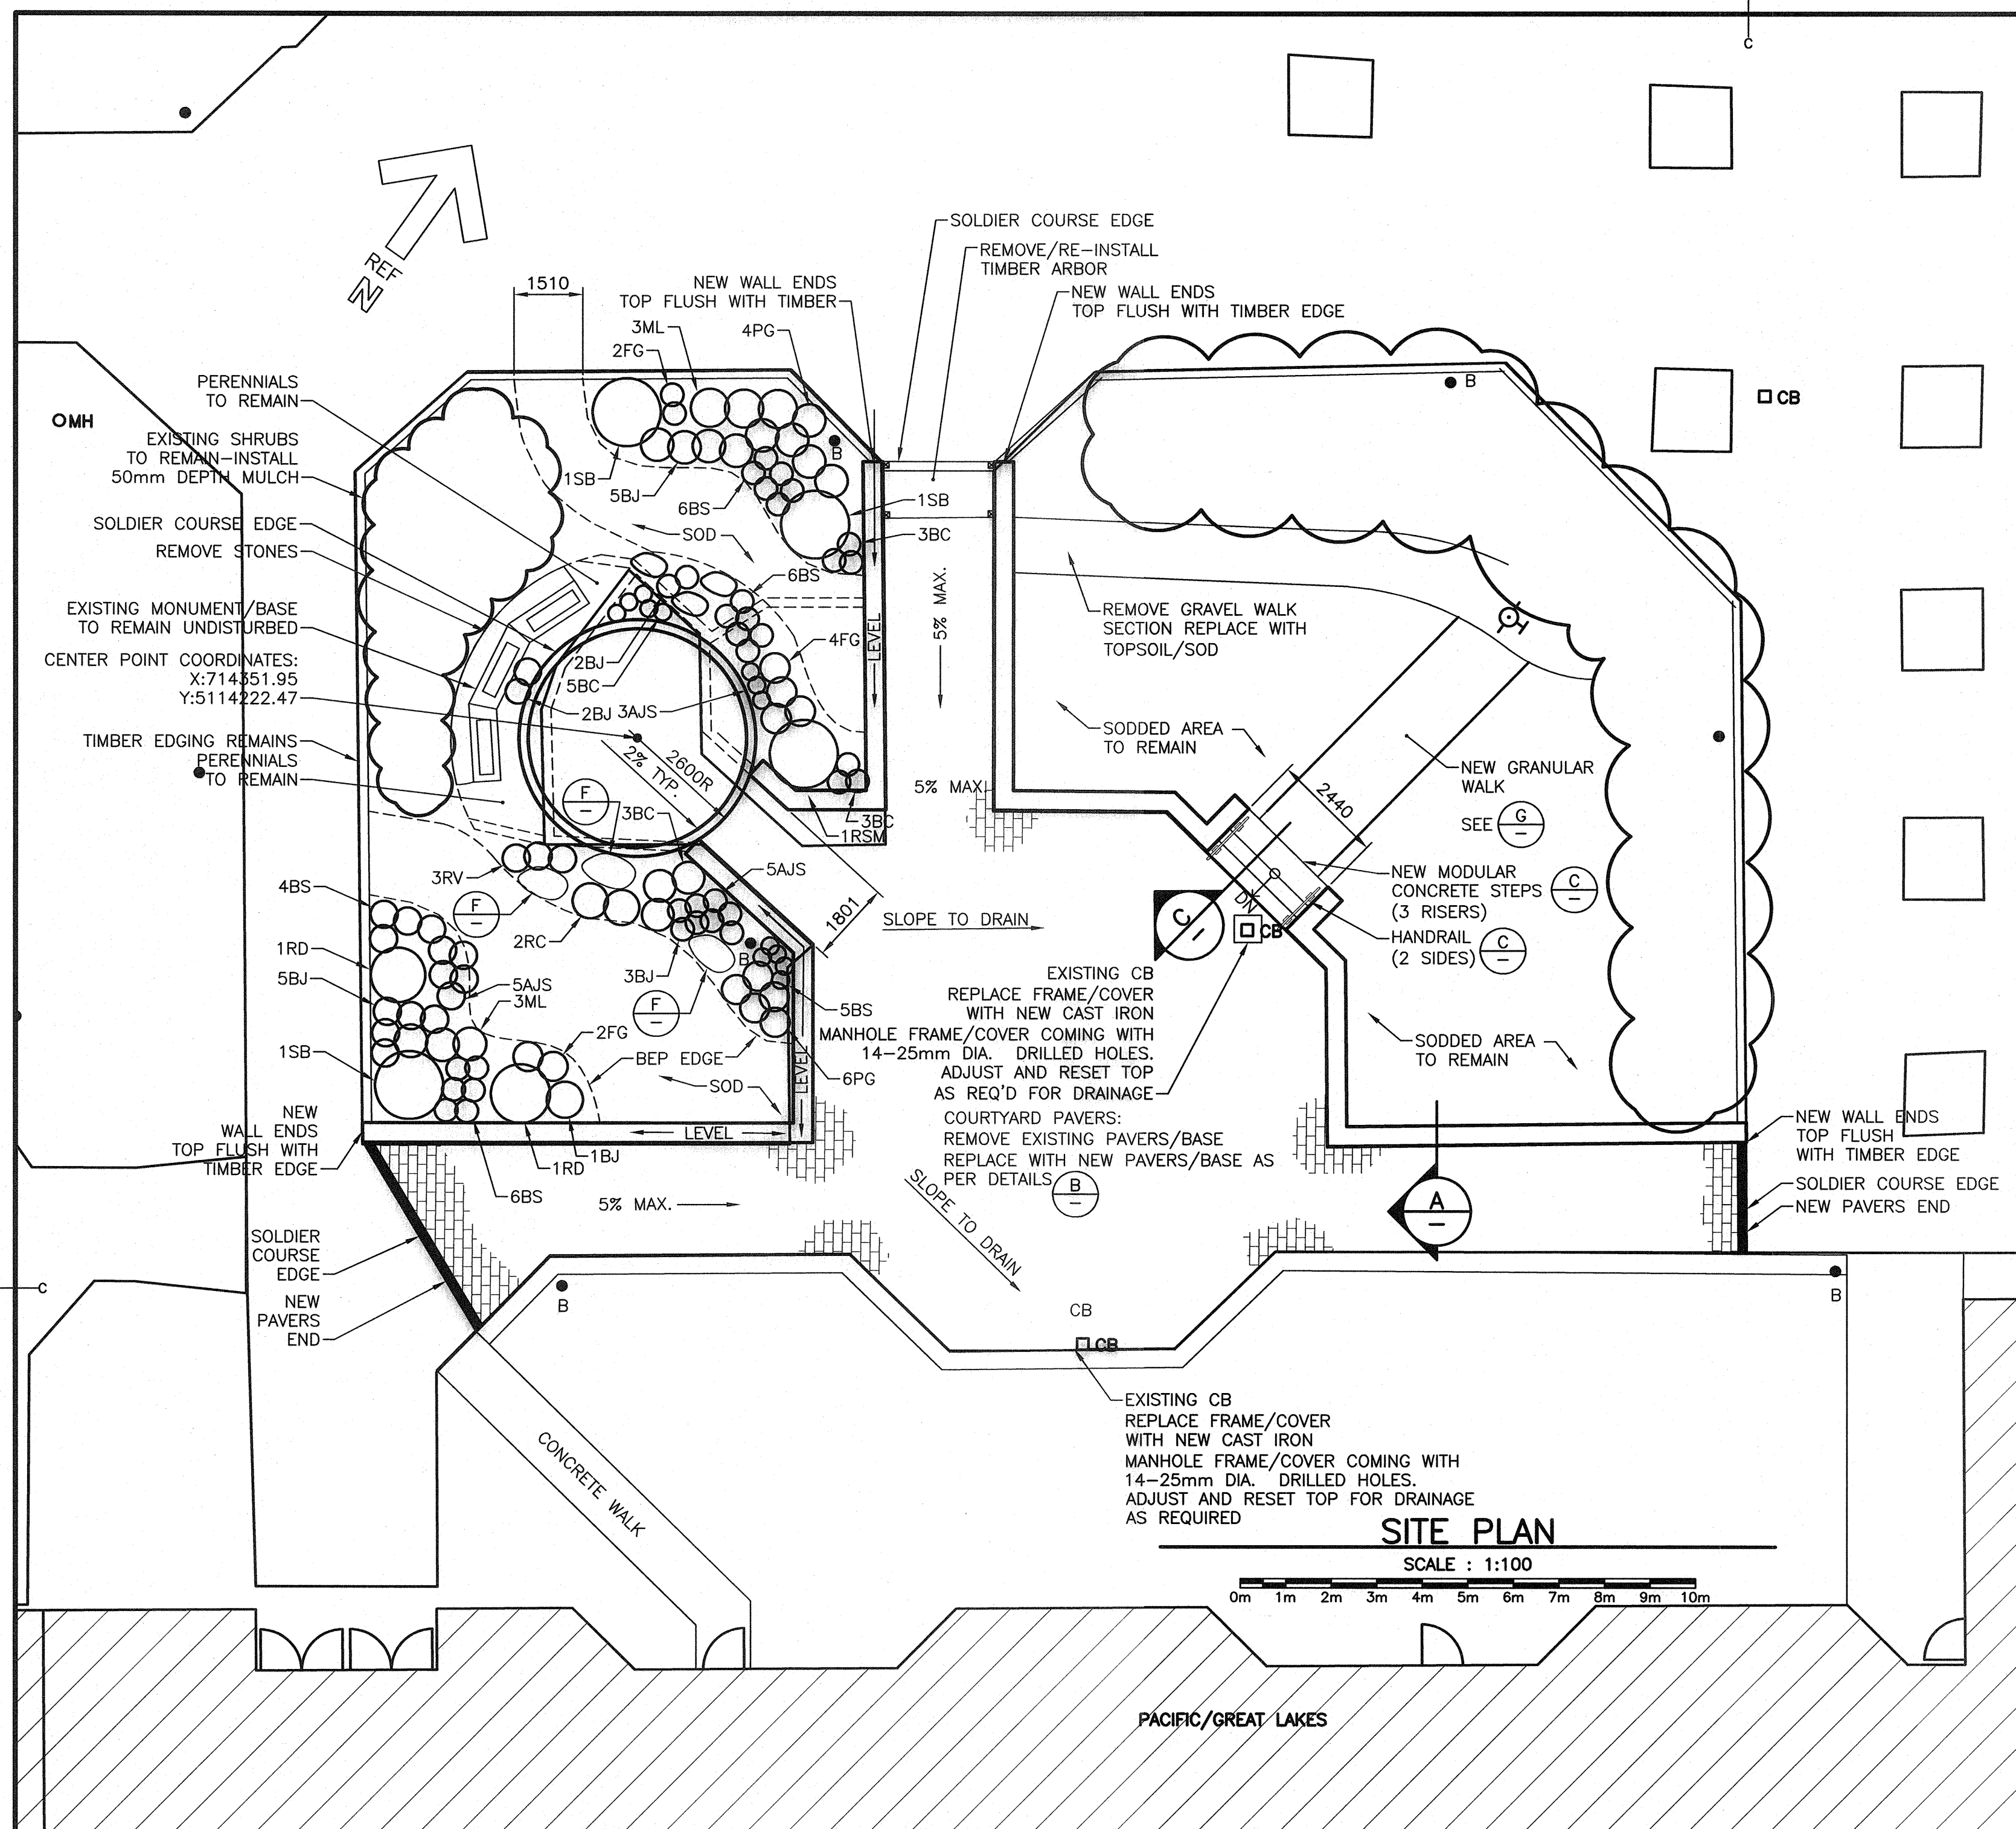 C
REF
N
SOLDIER COURSE EDGE
REMOVE/RE-INSTALL
TIMBER ARBOR
NEW WALL ENDS
TOP FLUSH WITH TIMBER
NEW WALL ENDS
TOP FLUSH WITH TIMBER EDGE
1510
3ML
4PG
2FG
PERENNIALS
TO REMAIN
MH
EXISTING SHRUBS
TO REMAIN-INSTALL
50mm DEPTH MULCH
SOLDIER COURSE EDGE
REMOVE STONES
EXISTING MONUMENT/BASE
TO REMAIN UNDISTURBED
CENTER POINT COORDINATES:
X:714351.95
Y:5114222.47
TIMBER EDGING REMAINS
PERENNIALS
TO REMAIN
B
B
CB
1SB
5BJ
6BS
1SB
SOD
3BC
6BS
4FG
LEVEL
5% MAX.
2BJ
5BC
2BJ
3AJS
2600R
2% TYP.
F
–
3BC
3BC
1RSM
5% MAX.
REMOVE GRAVEL WALK
SECTION REPLACE WITH
TOPSOIL/SOD
SODDED AREA
TO REMAIN
NEW GRANULAR
WALK
SEE
G
–
2440
NEW MODULAR
CONCRETE STEPS
(3 RISERS)
C
–
HANDRAIL
(2 SIDES)
C
–
DN
C
–
CB
3RV
F
–
5AJS
1801
SLOPE TO DRAIN
4BS
2RC
1RD
5BJ
5AJS
3ML
3BJ
B
F
–
5BS
2FG
1SB
BEP EDGE
6PG
SOD
LEVEL
EXISTING CB
REPLACE FRAME/COVER
WITH NEW CAST IRON
MANHOLE FRAME/COVER COMING WITH
14-25mm DIA. DRILLED HOLES.
ADJUST AND RESET TOP
AS REQ'D FOR DRAINAGE
SODDED AREA
TO REMAIN
NEW
WALL ENDS
TOP FLUSH WITH
TIMBER EDGE
LEVEL
1BJ
1RD
6BS
COURTYARD PAVERS:
REMOVE EXISTING PAVERS/BASE
REPLACE WITH NEW PAVERS/BASE AS
PER DETAILS
B
–
NEW WALL ENDS
TOP FLUSH
WITH TIMBER EDGE
SOLDIER COURSE EDGE
NEW PAVERS END
5% MAX.
SLOPE TO DRAIN
A
–
SOLDIER
COURSE
EDGE
NEW
PAVERS
END
C
B
B
CB
CB
EXISTING CB
REPLACE FRAME/COVER
WITH NEW CAST IRON
MANHOLE FRAME/COVER COMING WITH
14-25mm DIA. DRILLED HOLES.
ADJUST AND RESET TOP FOR DRAINAGE
AS REQUIRED
CONCRETE WALK
SITE PLAN
SCALE : 1:100
0m 1m 2m 3m 4m 5m 6m 7m 8m 9m 10m
PACIFIC/GREAT LAKES